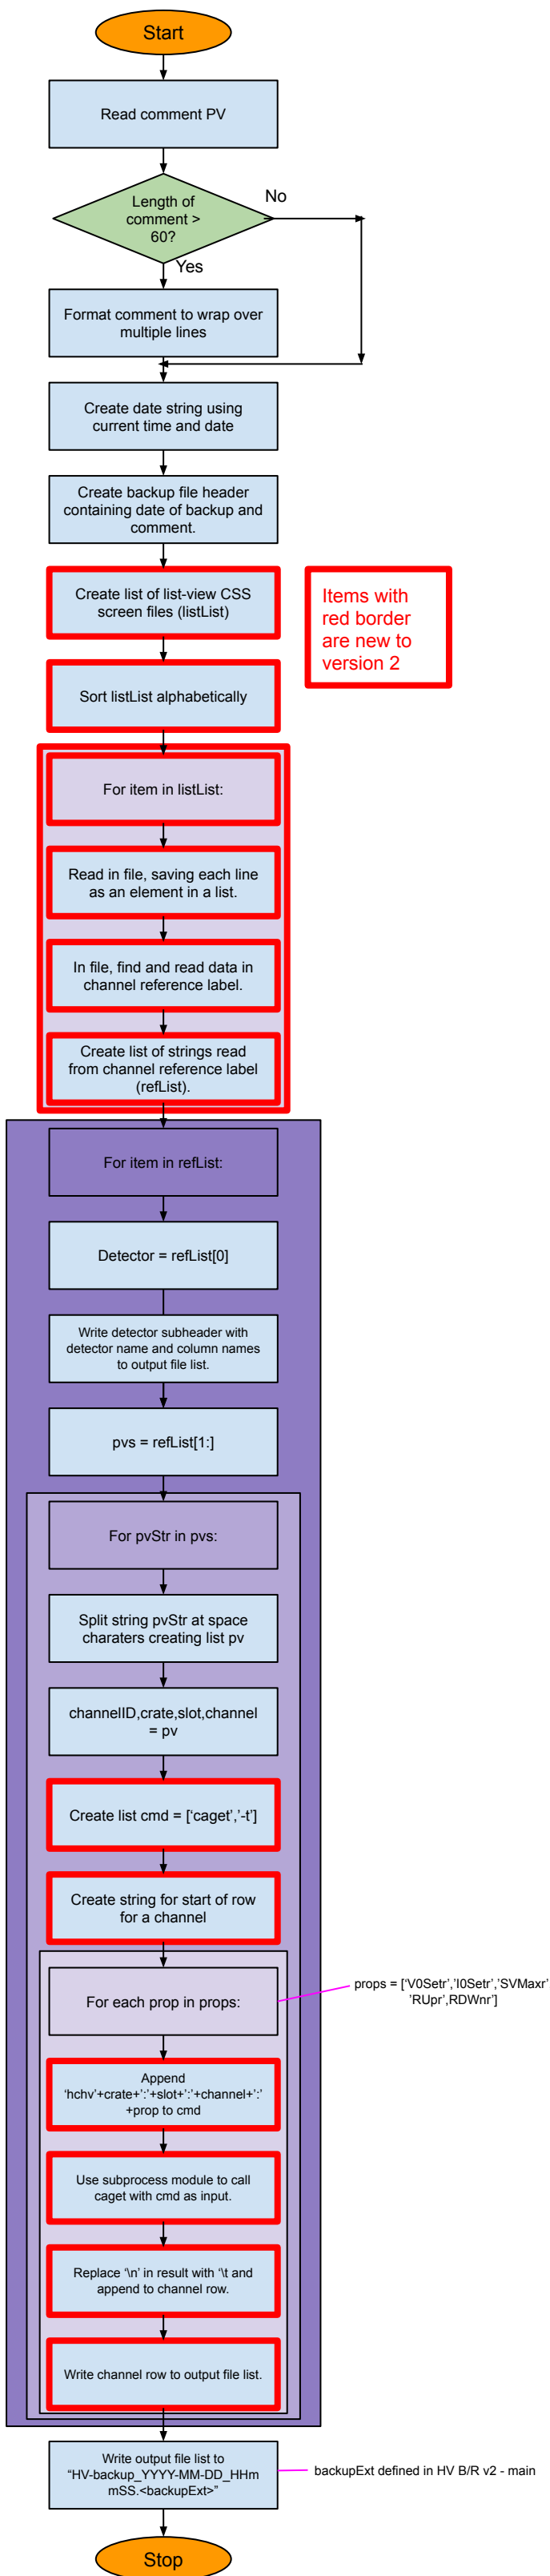 Start
Read comment PV
Length of
comment >
60?
No
Yes
Format comment to wrap over
multiple lines
Create date string using
current time and date
Create backup file header
containing date of backup and
comment.
Create list of list-view CSS
screen files (listList)
Items with
red border
are new to
version 2
Sort listList alphabetically
For item in listList:
Read in file, saving each line
as an element in a list.
In file, find and read data in
channel reference label.
Create list of strings read
from channel reference label
(refList).
For item in refList:
Detector = refList[0]
Write detector subheader with
detector name and column names
to output file list.
pvs = refList[1:]
For pvStr in pvs:
Split string pvStr at space
charaters creating list pv
channelID,crate,slot,channel
= pv
Create list cmd = [‘caget’,’-t’]
Create string for start of row
for a channel
For each prop in props:
props = [‘V0Setr’,’I0Setr’,’SVMaxr’
’RUpr’,RDWnr’]
Append
‘hchv’+crate+’:’+slot+’:’+channel+’:’
+prop to cmd
Use subprocess module to call
caget with cmd as input.
Replace ‘\n’ in result with ‘\t and
append to channel row.
Write channel row to output file list.
Write output file list to
“HV-backup_YYYY-MM-DD_HHm
mSS.<backupExt>”
backupExt defined in HV B/R v2 - main
Stop